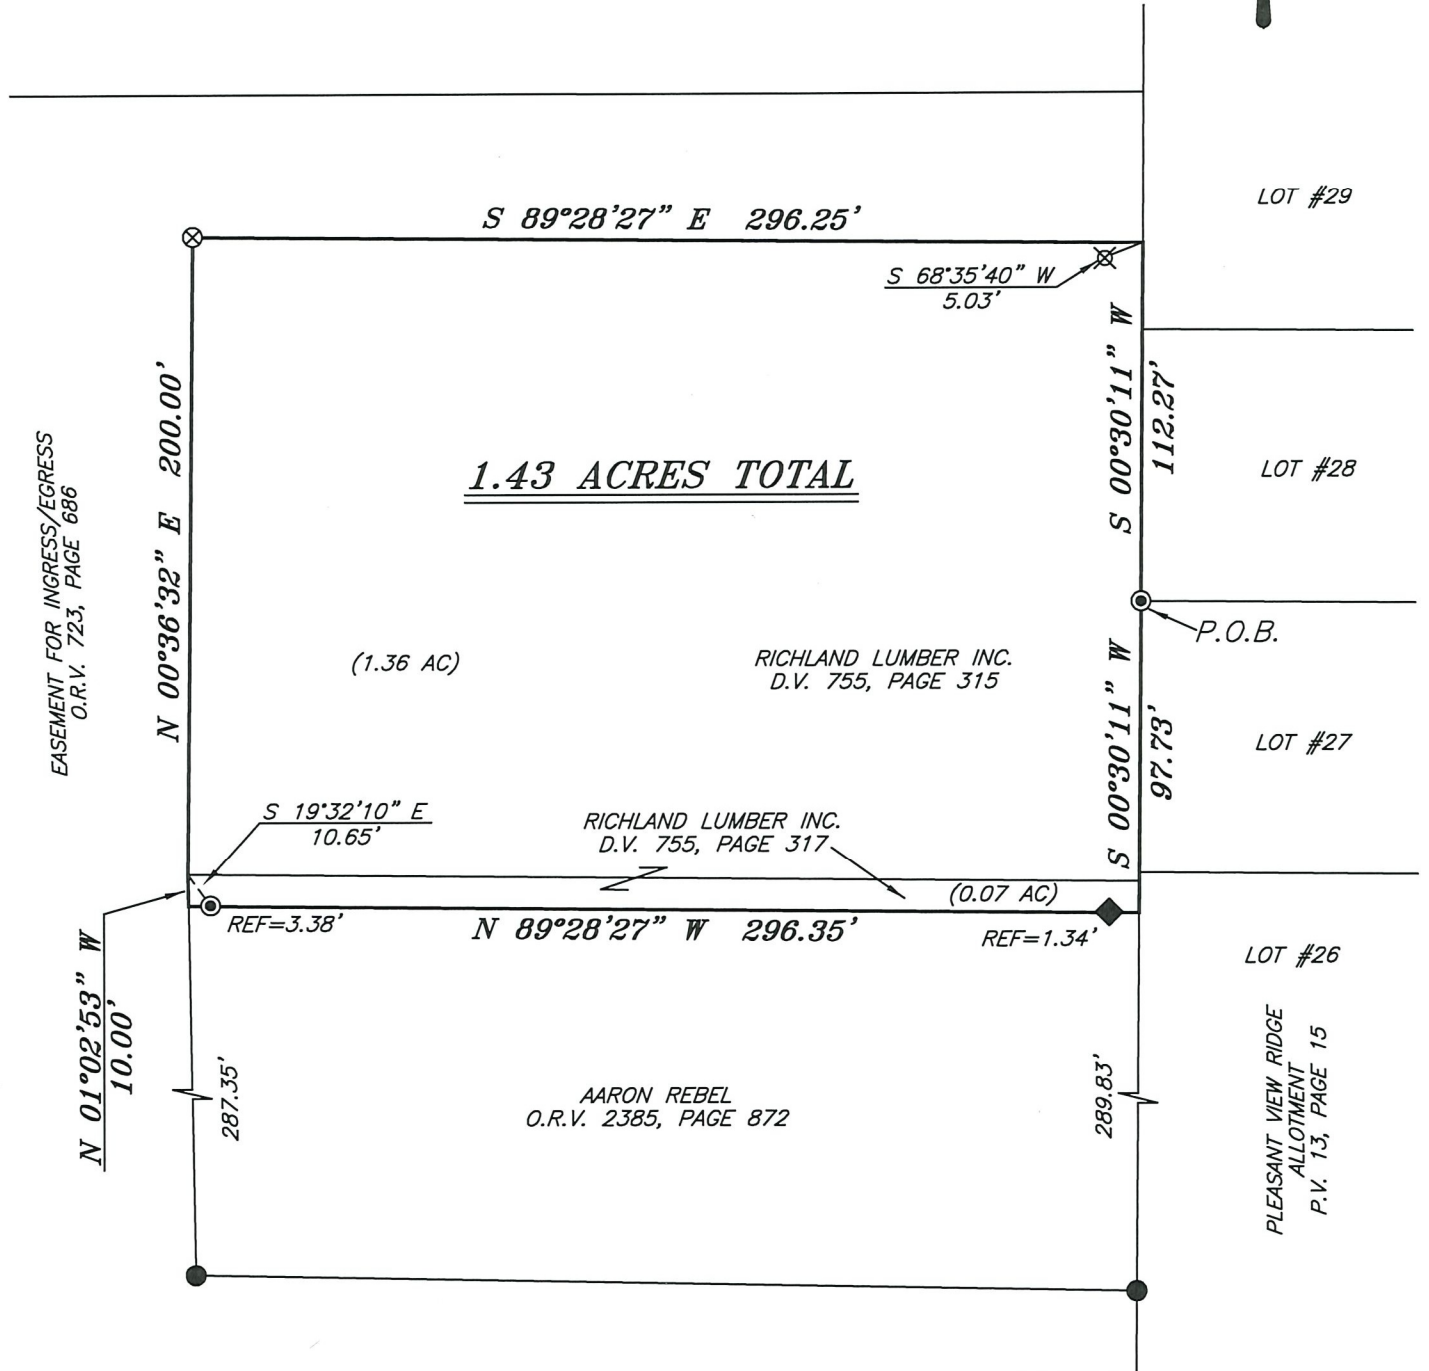 LOT #29
S 89°28'27" E 296.25'
S 68°35'40" W
5.03'
S 00°30'11" W
112.27'
N 00°36'32" E 200.00'
1.43 ACRES TOTAL
LOT #28
EASEMENT FOR INGRESS/EGRESS
O.R.V. 723, PAGE 686
P.O.B.
(1.36 AC)
RICHLAND LUMBER INC.
D.V. 755, PAGE 315
S 00°30'11" W
97.73'
LOT #27
S 19°32'10" E
10.65'
RICHLAND LUMBER INC.
D.V. 755, PAGE 317
(0.07 AC)
REF=3.38'
N 89°28'27" W 296.35'
REF=1.34'
LOT #26
N 01°02'53" W
10.00'
287.35'
AARON REBEL
O.R.V. 2385, PAGE 872
289.83'
PLEASANT VIEW RIDGE
ALLOTMENT
P.V. 13, PAGE 15